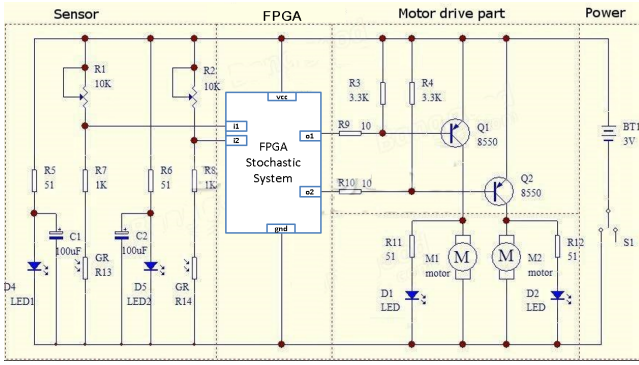 Sensor
FPGA
Motor drive part
Power
R1
10K
R2
10K
R3
3.3K
R4
3.3K
vcc
i1
i2
o1
o2
gnd
FPGA
Stochastic
System
R9 10
R10 10
Q1
8550
Q2
8550
BT1
3V
R5
51
R7
1K
R6
51
R8
1K
C1
100uF
C2
100uF
GR
R13
GR
R14
D4
LED1
D5
LED2
R11
51
M1
motor
M
M
M2
motor
R12
51
D1
LED
D2
LED
S1